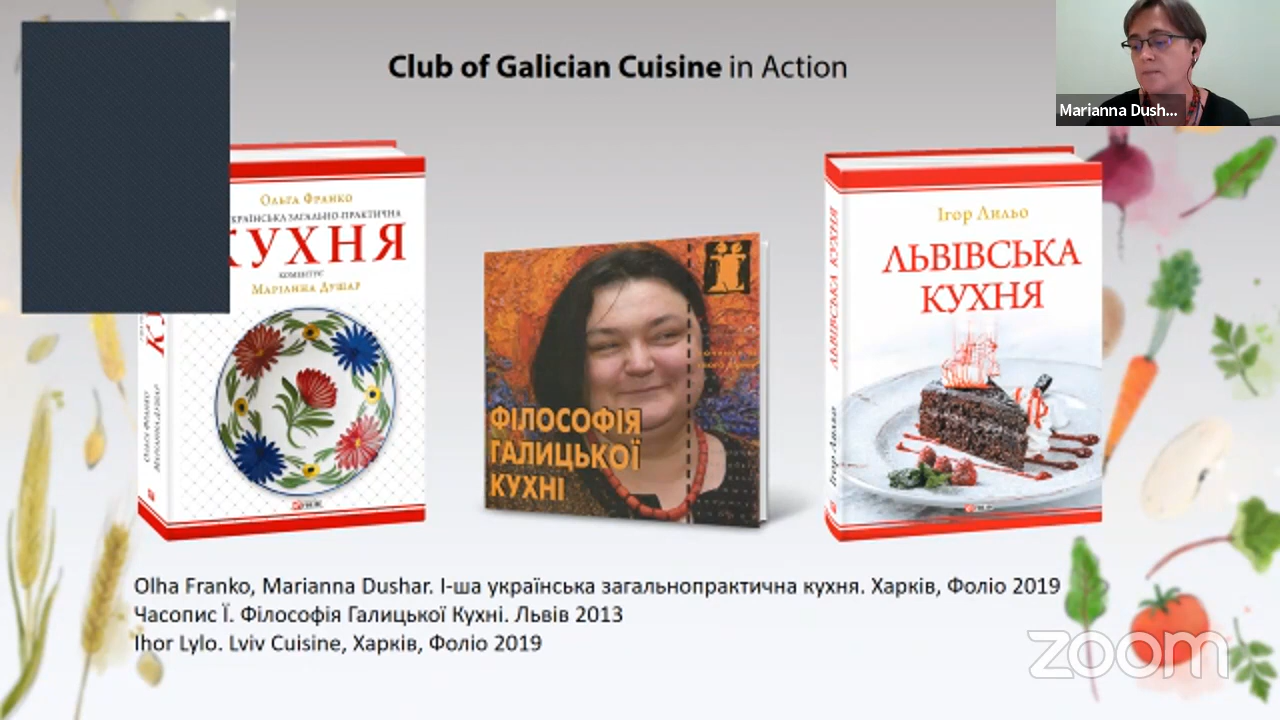 Club of Galician Cuisine in Action
Marianna Dush...
Ольга Франко
КРАЇНСЬКА ЗАГАЛЬНО-ПРАКТИЧНА
КУХНЯ
КОМЕНТУЄ
Маріанна Душар
Ольга Франко
Маріанна Душар
ФІЛОСОФІЯ
ГАЛИЦЬКОЇ
КУХНІ
Ігор Лильо
ЛЬВІВСЬКА
КУХНЯ
ЛЬВІВСЬКА КУХНЯ
Ігор Лильо
Olha Franko, Marianna Dushar. І-ша українська загальнопрактична кухня. Харків, Фоліо 2019
Часопис Ї. Філософія Галицької Кухні. Львів 2013
Ihor Lylo. Lviv Cuisine, Харків, Фоліо 2019
zoom